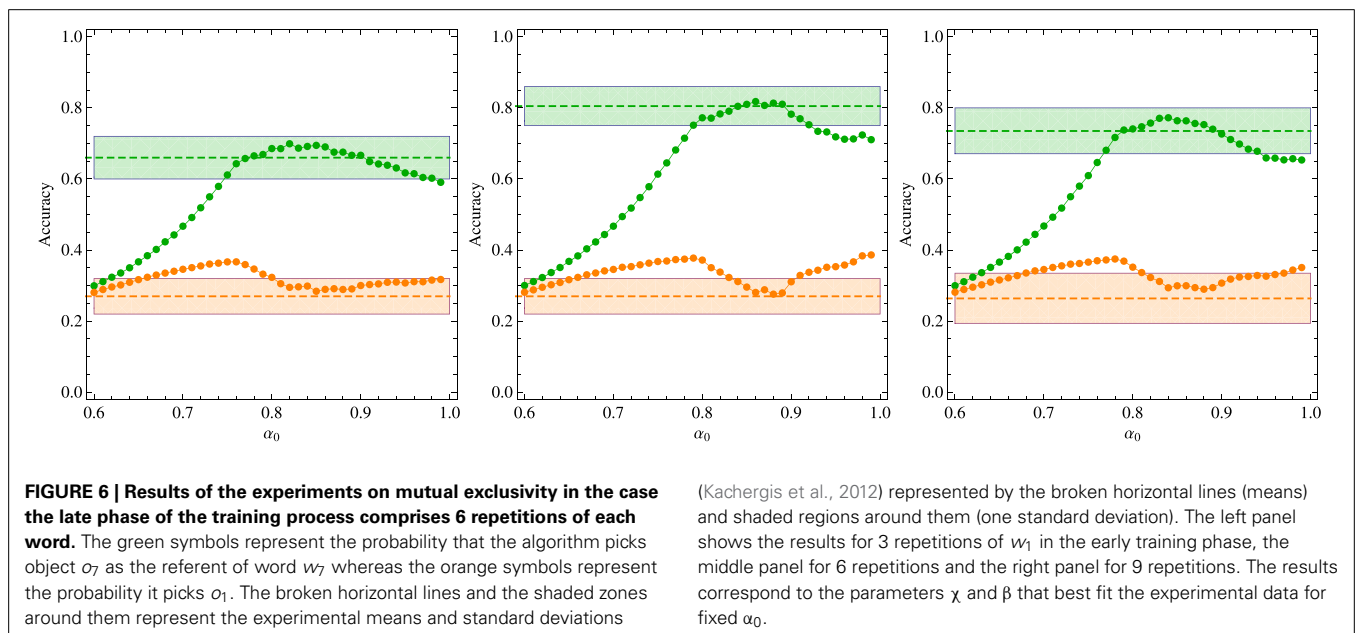 1.0
0.8
0.6
0.4
0.2
0.0
Accuracy
0.6 0.7 0.8 0.9 1.0
α₀
1.0
0.8
0.6
0.4
0.2
0.0
Accuracy
0.6 0.7 0.8 0.9 1.0
α₀
1.0
0.8
0.6
0.4
0.2
0.0
Accuracy
0.6 0.7 0.8 0.9 1.0
α₀
FIGURE 6 | Results of the experiments on mutual exclusivity in the case
the late phase of the training process comprises 6 repetitions of each
word. The green symbols represent the probability that the algorithm picks
object o₇ as the referent of word w₇ whereas the orange symbols represent
the probability it picks o₁. The broken horizontal lines and the shaded zones
around them represent the experimental means and standard deviations
(Kachergis et al., 2012) represented by the broken horizontal lines (means)
and shaded regions around them (one standard deviation). The left panel
shows the results for 3 repetitions of w₁ in the early training phase, the
middle panel for 6 repetitions and the right panel for 9 repetitions. The results
correspond to the parameters χ and β that best fit the experimental data for
fixed α₀.